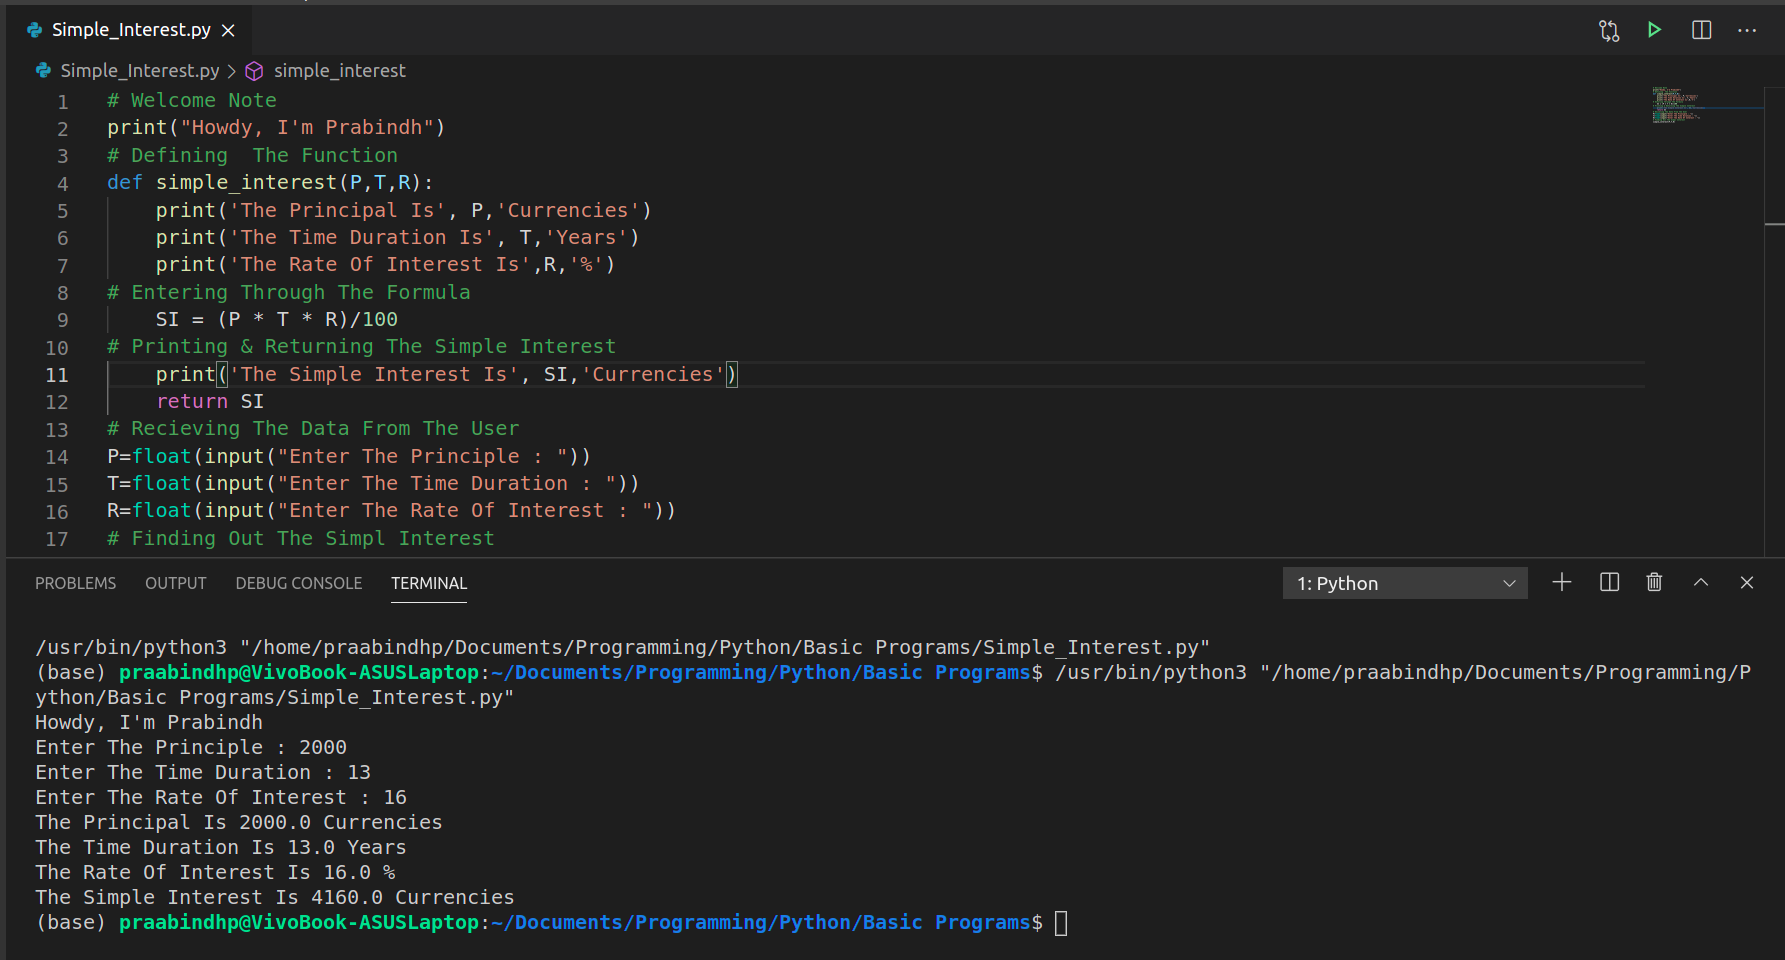 Simple_Interest.py
Simple_Interest.py > simple_interest
1 # Welcome Note
2 print("Howdy, I'm Prabindh")
3 # Defining  The Function
4 def simple_interest(P,T,R):
5     print('The Principal Is', P,'Currencies')
6     print('The Time Duration Is', T,'Years')
7     print('The Rate Of Interest Is',R,'%')
8 # Entering Through The Formula
9     SI = (P * T * R)/100
10 # Printing & Returning The Simple Interest
11     print('The Simple Interest Is', SI,'Currencies')
12     return SI
13 # Recieving The Data From The User
14 P=float(input("Enter The Principle : "))
15 T=float(input("Enter The Time Duration : "))
16 R=float(input("Enter The Rate Of Interest : "))
17 # Finding Out The Simpl Interest
PROBLEMS OUTPUT DEBUG CONSOLE TERMINAL 1: Python
/usr/bin/python3 "/home/praabindhp/Documents/Programming/Python/Basic Programs/Simple_Interest.py"
(base) praabindhp@VivoBook-ASUSLaptop:~/Documents/Programming/Python/Basic Programs$ /usr/bin/python3 "/home/praabindhp/Documents/Programming/P
ython/Basic Programs/Simple_Interest.py"
Howdy, I'm Prabindh
Enter The Principle : 2000
Enter The Time Duration : 13
Enter The Rate Of Interest : 16
The Principal Is 2000.0 Currencies
The Time Duration Is 13.0 Years
The Rate Of Interest Is 16.0 %
The Simple Interest Is 4160.0 Currencies
(base) praabindhp@VivoBook-ASUSLaptop:~/Documents/Programming/Python/Basic Programs$